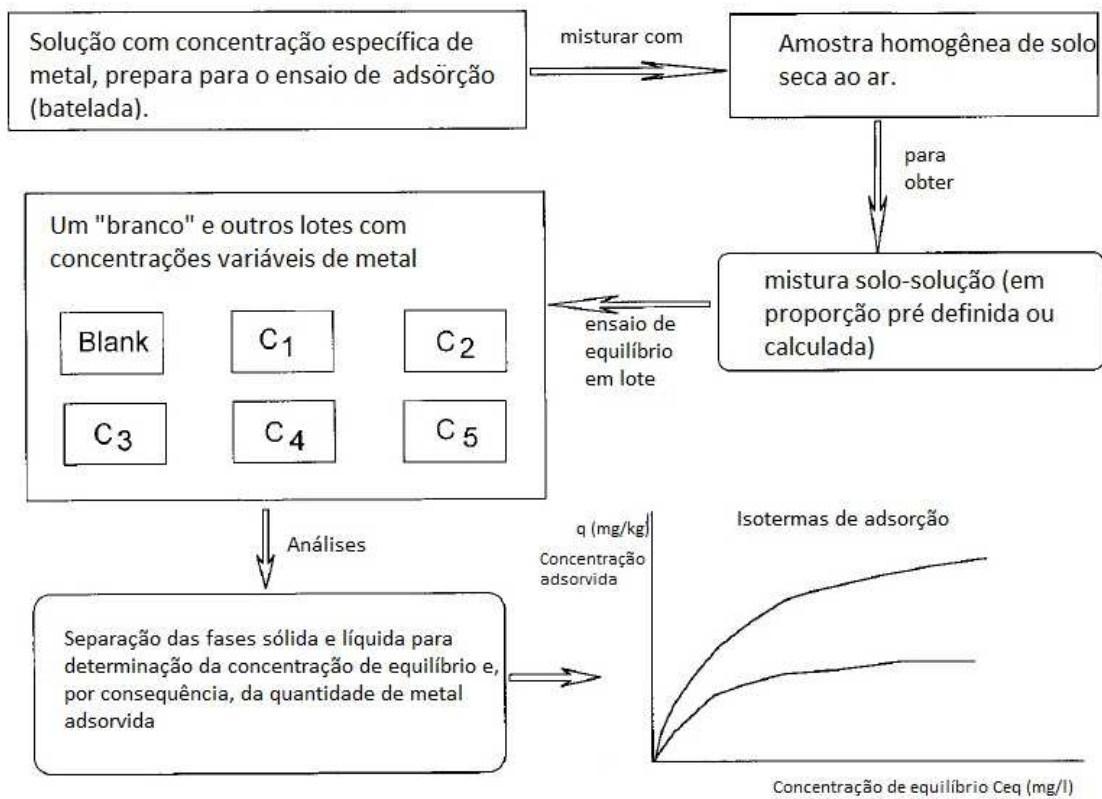 Solução com concentração específica de
metal, prepara para o ensaio de adsorção
(batelada).
misturar com
Amostra homogênea de solo
seca ao ar.
para
obter
mistura solo-solução (em
proporção pré definida ou
calculada)
ensaio de
equilíbrio
em lote
Um "branco" e outros lotes com
concentrações variáveis de metal
Blank
C1
C2
C3
C4
C5
Análises
Separação das fases sólida e líquida para
determinação da concentração de equilíbrio e,
por consequência, da quantidade de metal
adsorvida
Isotermas de adsorção
q (mg/kg)
Concentração
adsorvida
Concentração de equilíbrio Ceq (mg/l)